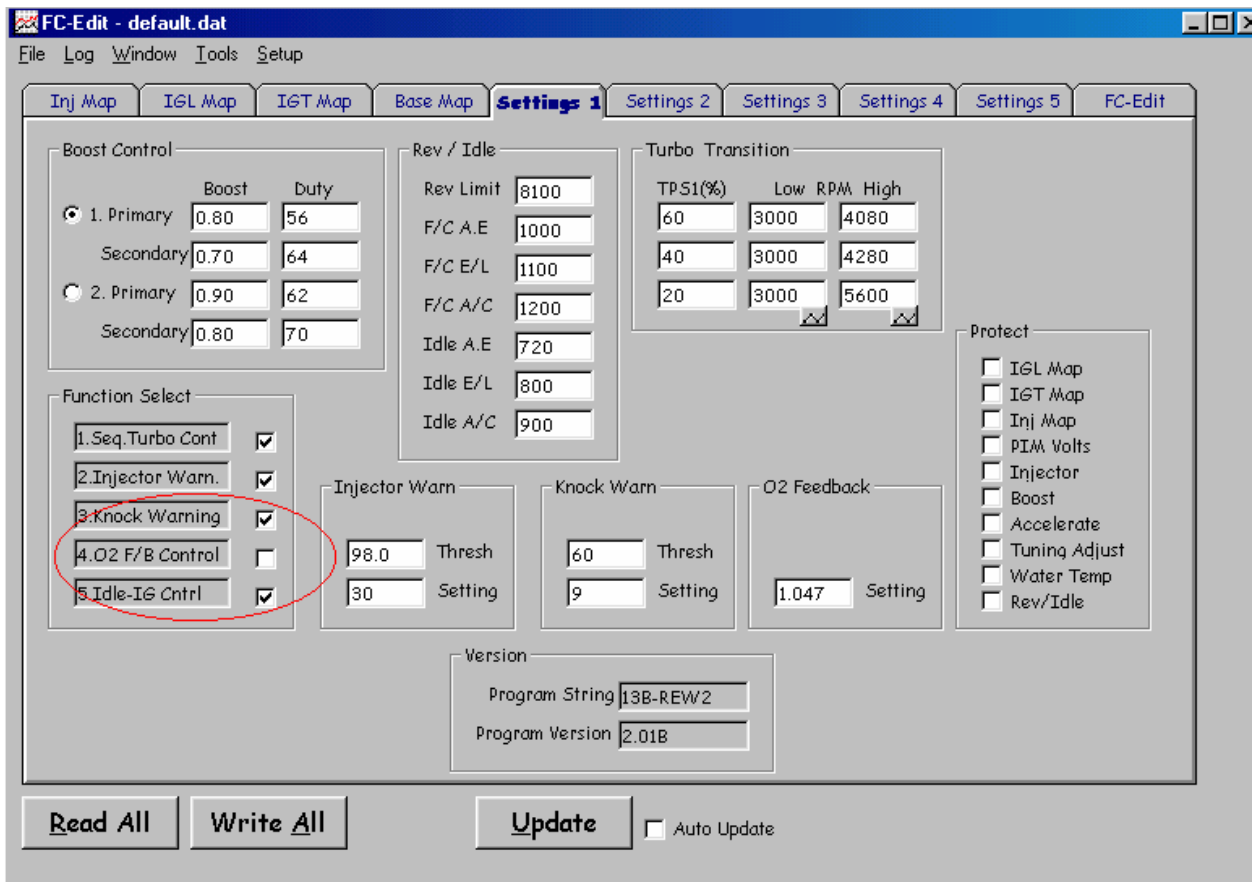 FC-Edit - default.dat
File Log Window Tools Setup
Inj Map IGL Map IGT Map Base Map Settings 1 Settings 2 Settings 3 Settings 4 Settings 5 FC-Edit
Boost Control
Boost Duty
1. Primary 0.80 56
Secondary 0.70 64
2. Primary 0.90 62
Secondary 0.80 70
Rev / Idle
Rev Limit 8100
F/C A.E 1000
F/C E/L 1100
F/C A/C 1200
Idle A.E 720
Idle E/L 800
Idle A/C 900
Turbo Transition
TPS1(%) Low RPM High
60 3000 4080
40 3000 4280
20 3000 5600
Protect
IGL Map
IGT Map
Inj Map
PIM Volts
Injector
Boost
Accelerate
Tuning Adjust
Water Temp
Rev/Idle
Function Select
1.Seq.Turbo Cont
2.Injector Warn.
3.Knock Warning
4.O2 F/B Control
5.Idle-IG Cntrl
Injector Warn
98.0 Thresh
30 Setting
Knock Warn
60 Thresh
9 Setting
O2 Feedback
1.047 Setting
Version
Program String 13B-REW2
Program Version 2.01B
Read All Write All Update Auto Update